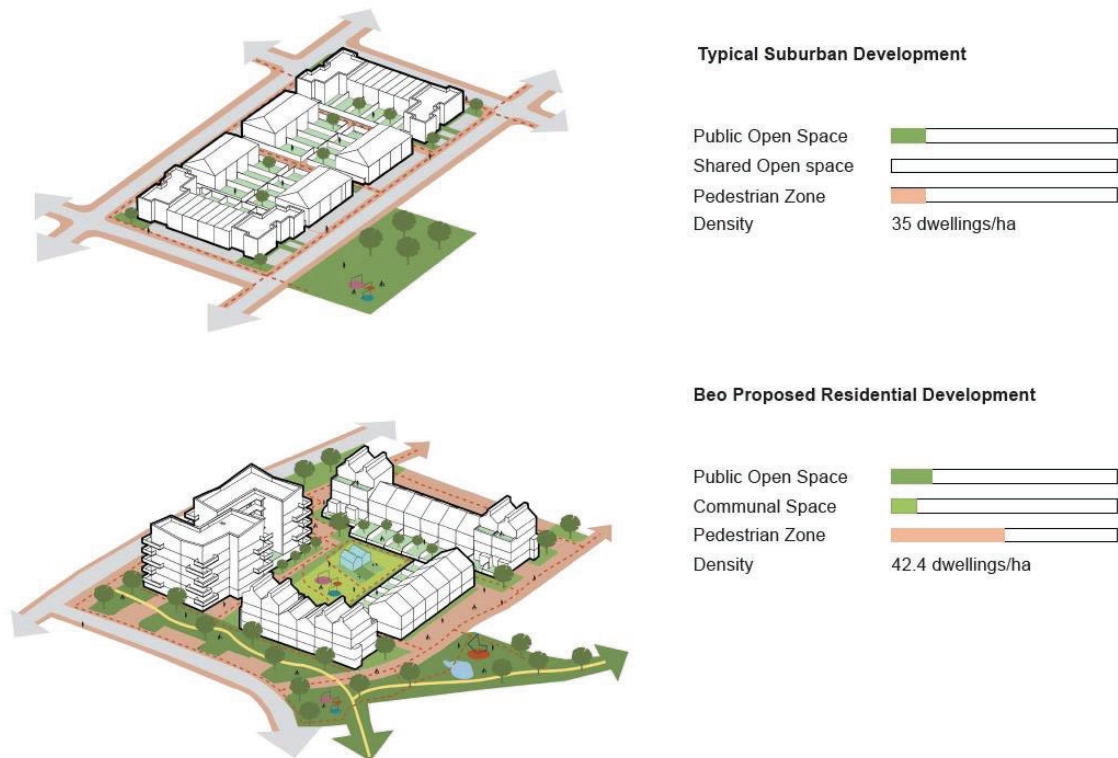 Typical Suburban Development
Public Open Space
Shared Open space
Pedestrian Zone
Density 35 dwellings/ha
Beo Proposed Residential Development
Public Open Space
Communal Space
Pedestrian Zone
Density 42.4 dwellings/ha